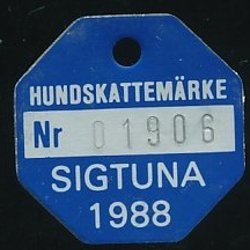 HUNDSKATTEMÄRKE
Nr 01906
SIGTUNA
1988